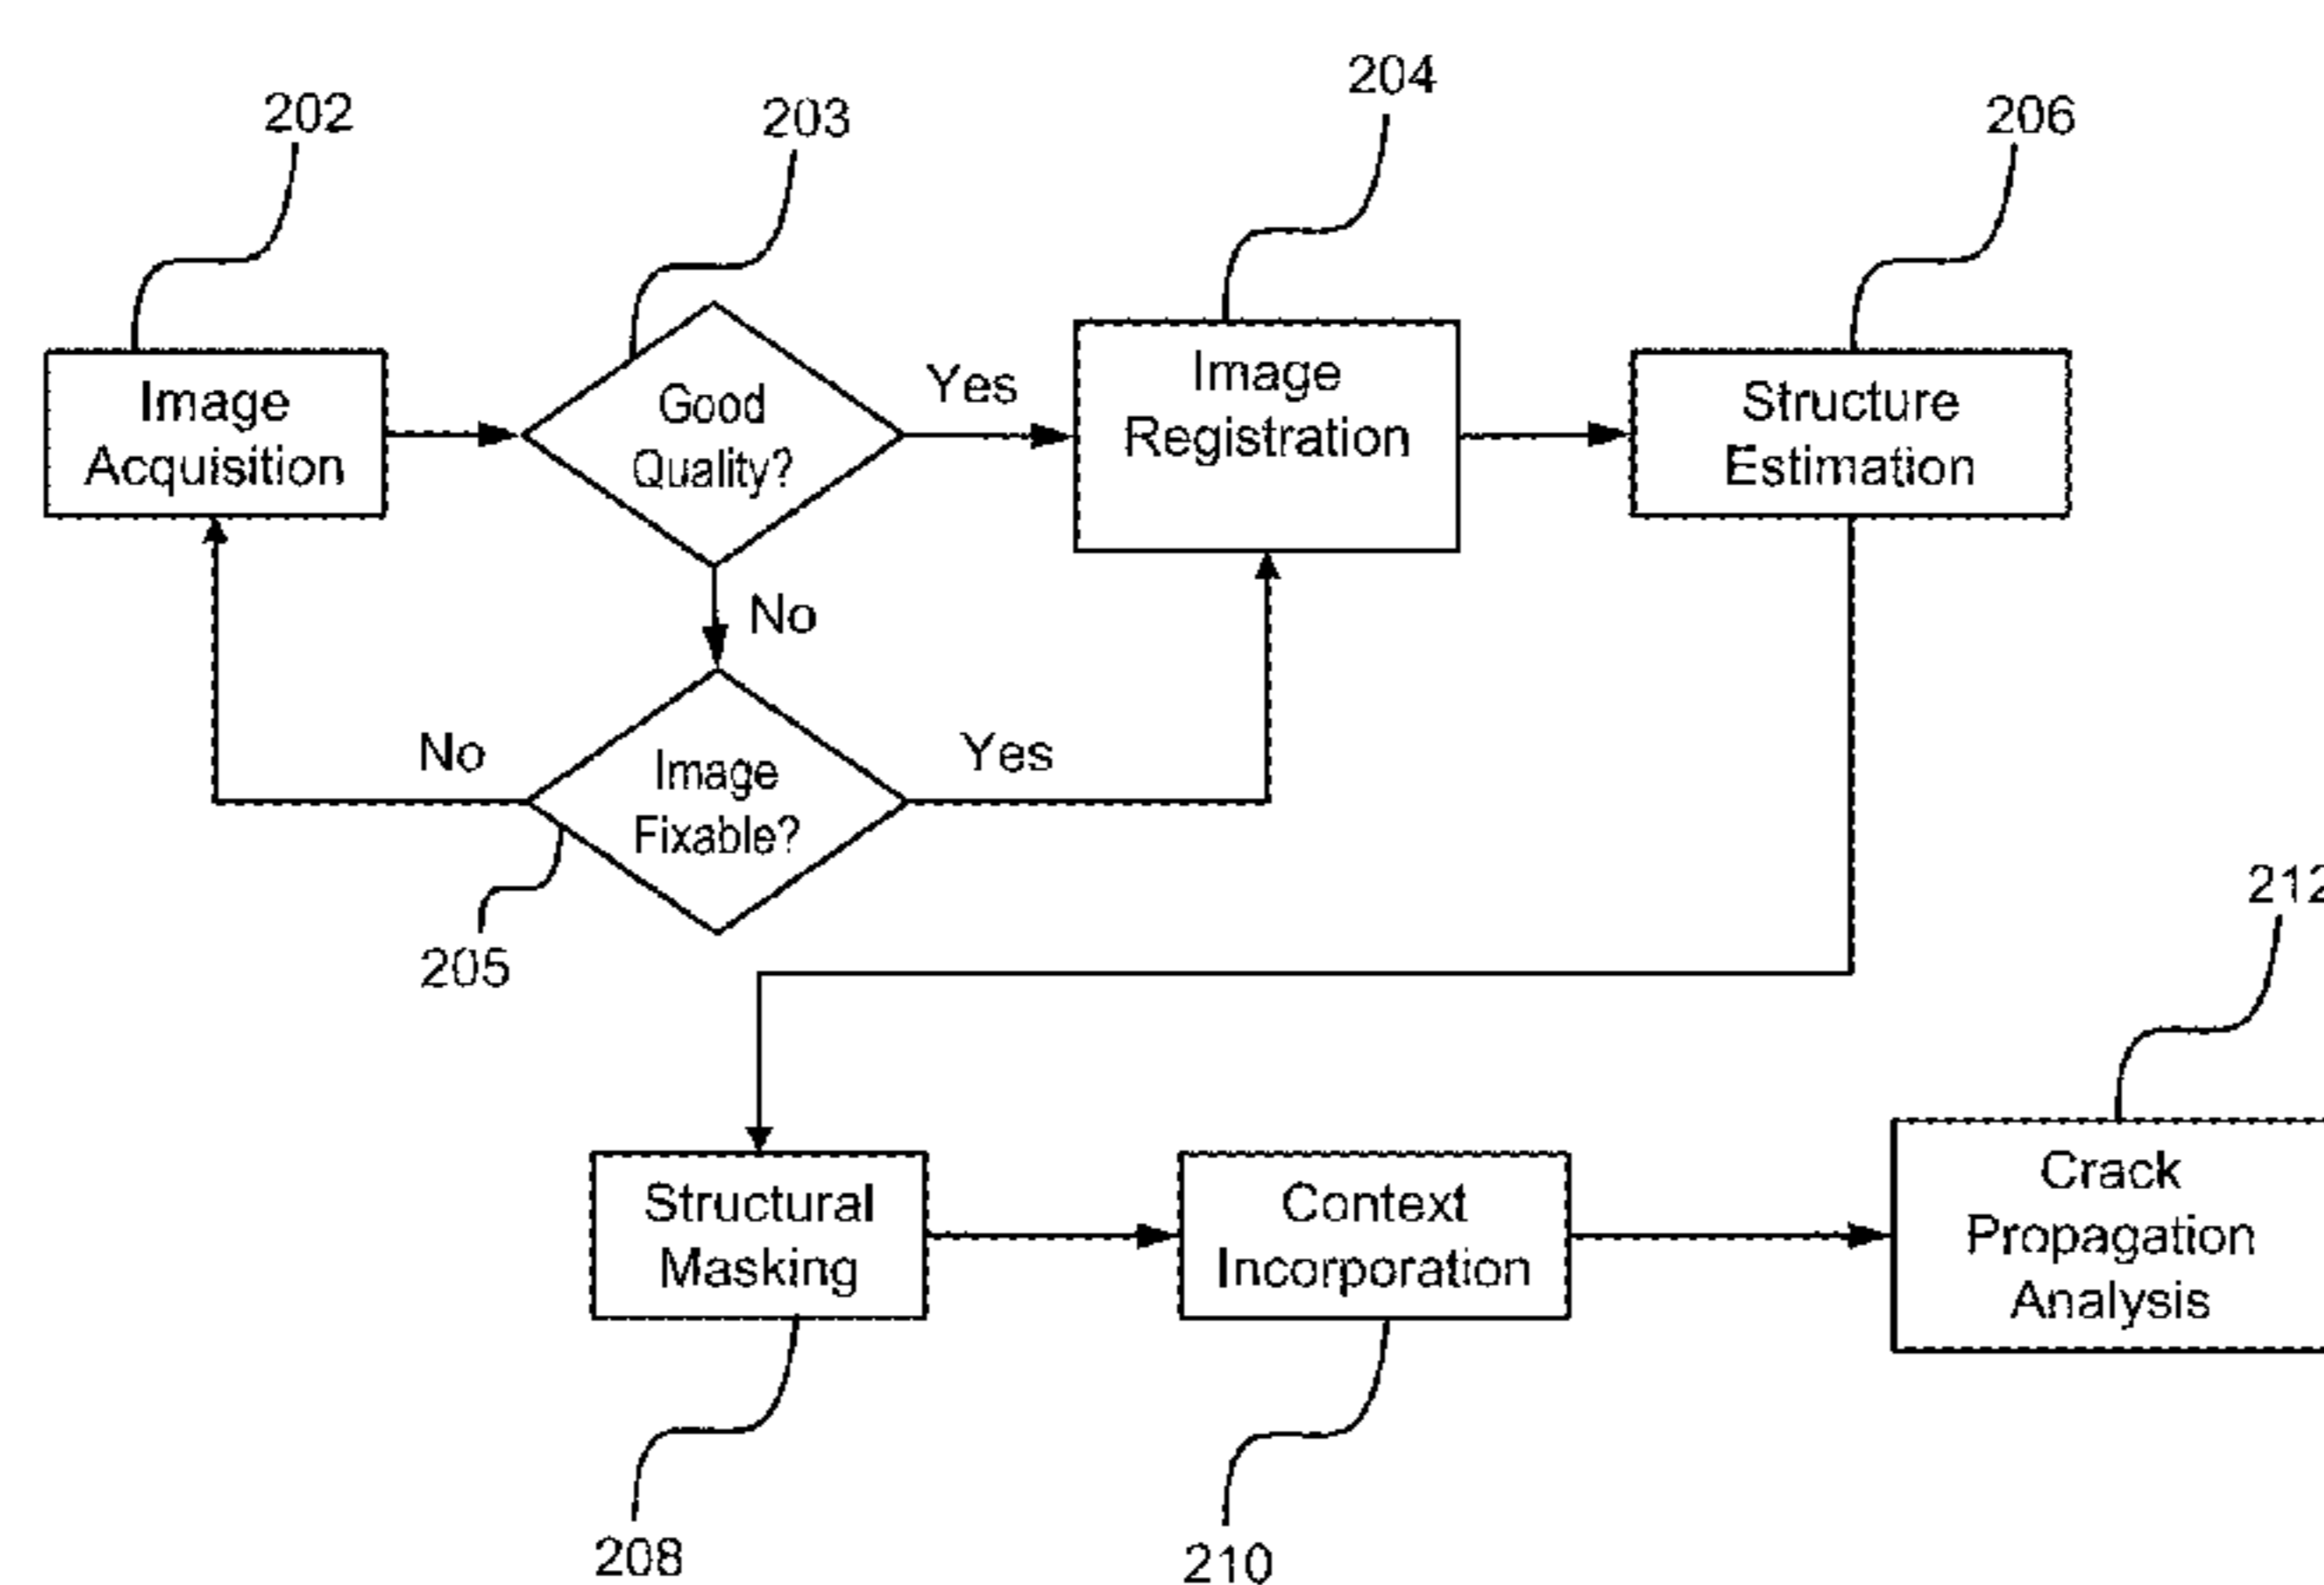 202
203
204
206
Image
Acquisition
Good
Quality?
Yes
Image
Registration
Structure
Estimation
No
No
Image
Fixable?
Yes
205
212
Structural
Masking
Context
Incorporation
Crack
Propagation
Analysis
208
210